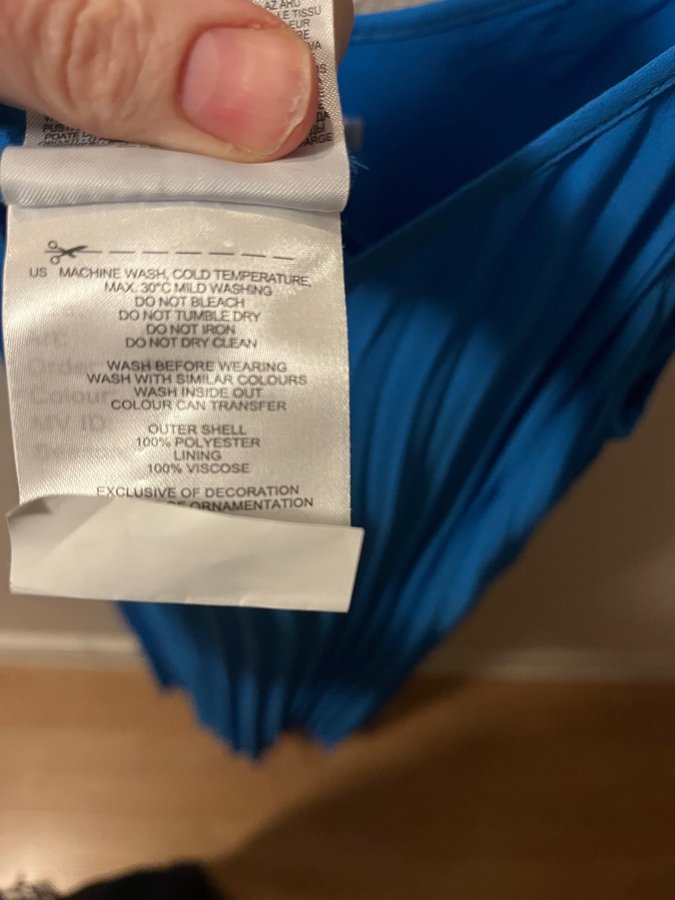 LE TISSU
US MACHINE WASH, COLD TEMPERATURE,
MAX. 30°C MILD WASHING
DO NOT BLEACH
DO NOT TUMBLE DRY
DO NOT IRON
DO NOT DRY CLEAN
WASH BEFORE WEARING
WASH WITH SIMILAR COLOURS
WASH INSIDE OUT
COLOUR CAN TRANSFER
OUTER SHELL
100% POLYESTER
LINING
100% VISCOSE
EXCLUSIVE OF DECORATION
ORNAMENTATION